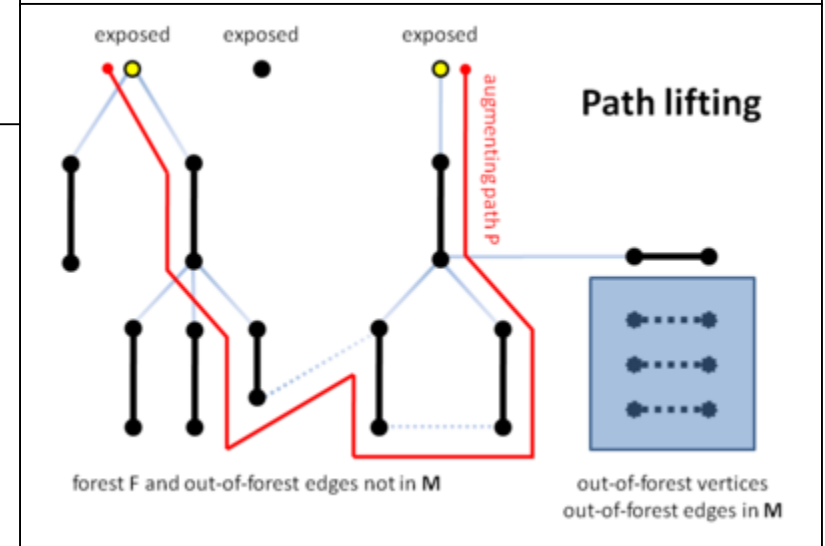 exposed
exposed
exposed
Path lifting
augmenting path P
forest F and out-of-forest edges not in M
out-of-forest vertices
out-of-forest edges in M